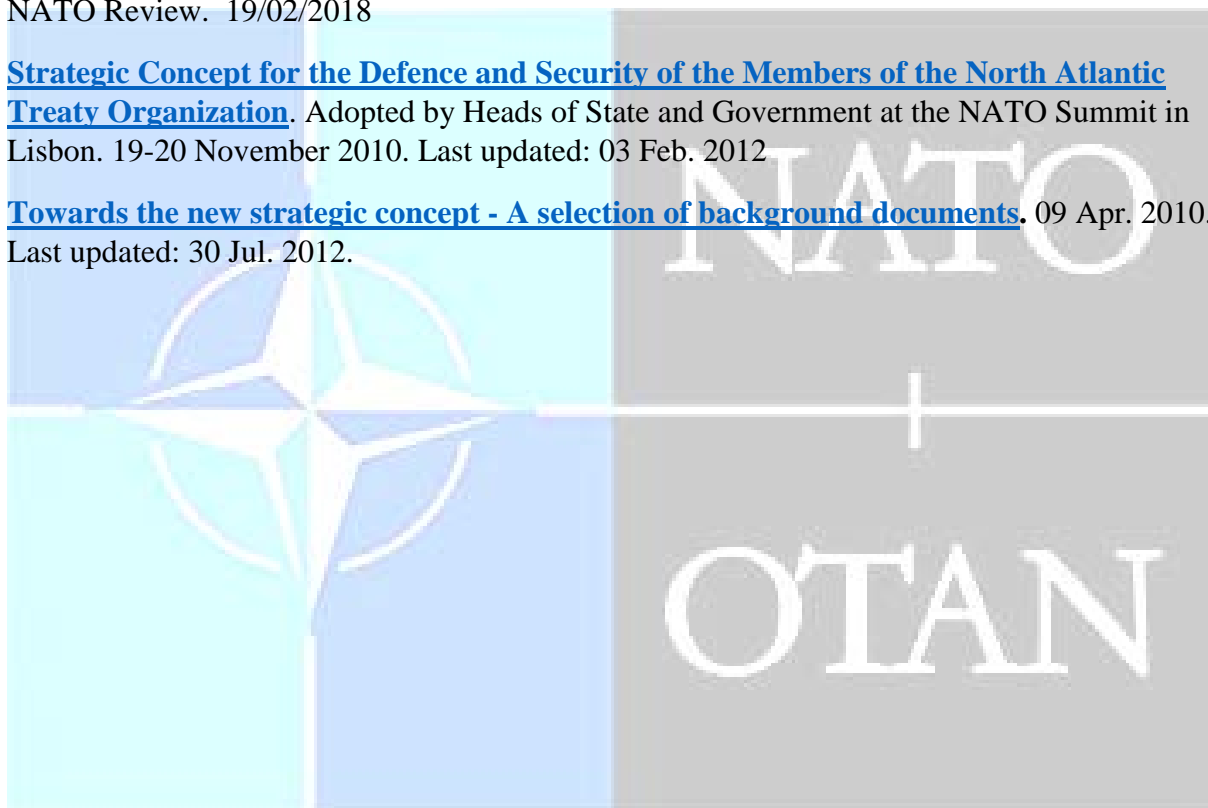 NATO Review. 19/02/2018
Strategic Concept for the Defence and Security of the Members of the North Atlantic
Treaty Organization. Adopted by Heads of State and Government at the NATO Summit in
Lisbon. 19-20 November 2010. Last updated: 03 Feb. 2012
Towards the new strategic concept - A selection of background documents. 09 Apr. 2010.
Last updated: 30 Jul. 2012.
NATO
OTAN